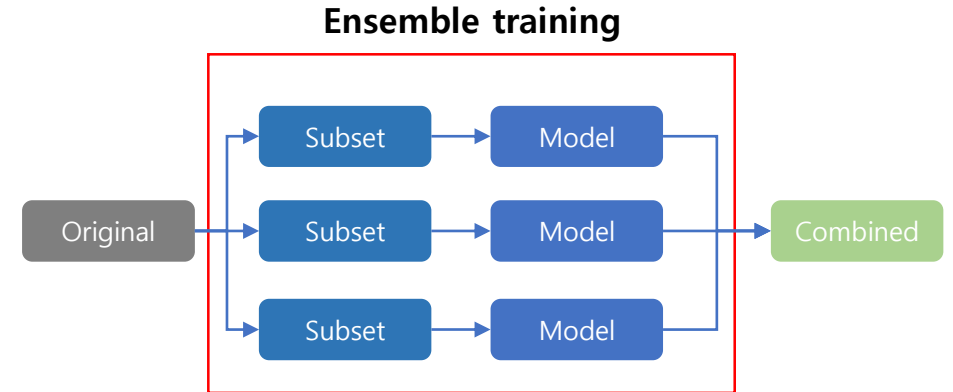 Ensemble training
Subset
Model
Original
Subset
Model
Combined
Subset
Model